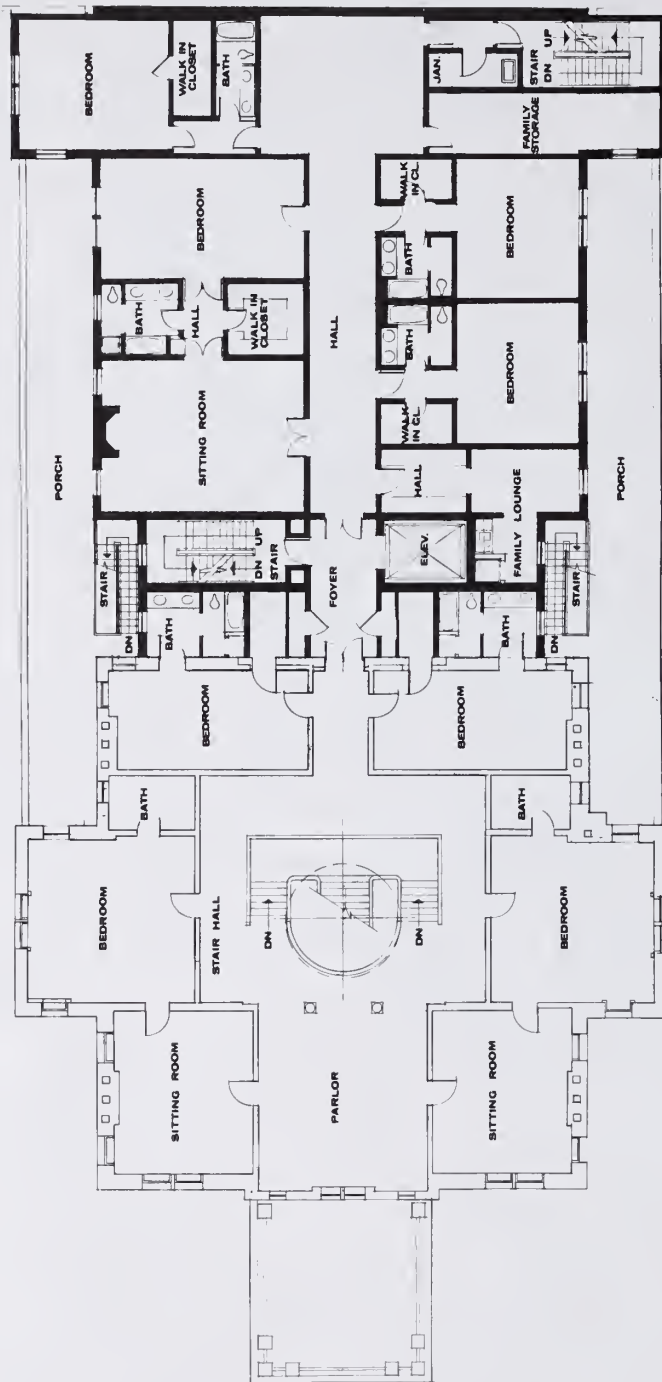 BEDROOM
WALK IN
CLOSET
BATH
JAN.
STAIR
DN
UP
FAMILY
STORAGE
BEDROOM
WALK
IN CL.
BEDROOM
BATH
BATH
HALL
WALK IN
CLOSET
HALL
BATH
BEDROOM
SITTING ROOM
WALK
IN CL.
PORCH
HALL
FAMILY LOUNGE
PORCH
STAIR
DN
DN
UP
STAIR
FOYER
ELEV.
STAIR
DN
BATH
BATH
BEDROOM
BEDROOM
BATH
BATH
BEDROOM
STAIR HALL
DN
DN
BEDROOM
SITTING ROOM
PARLOR
SITTING ROOM